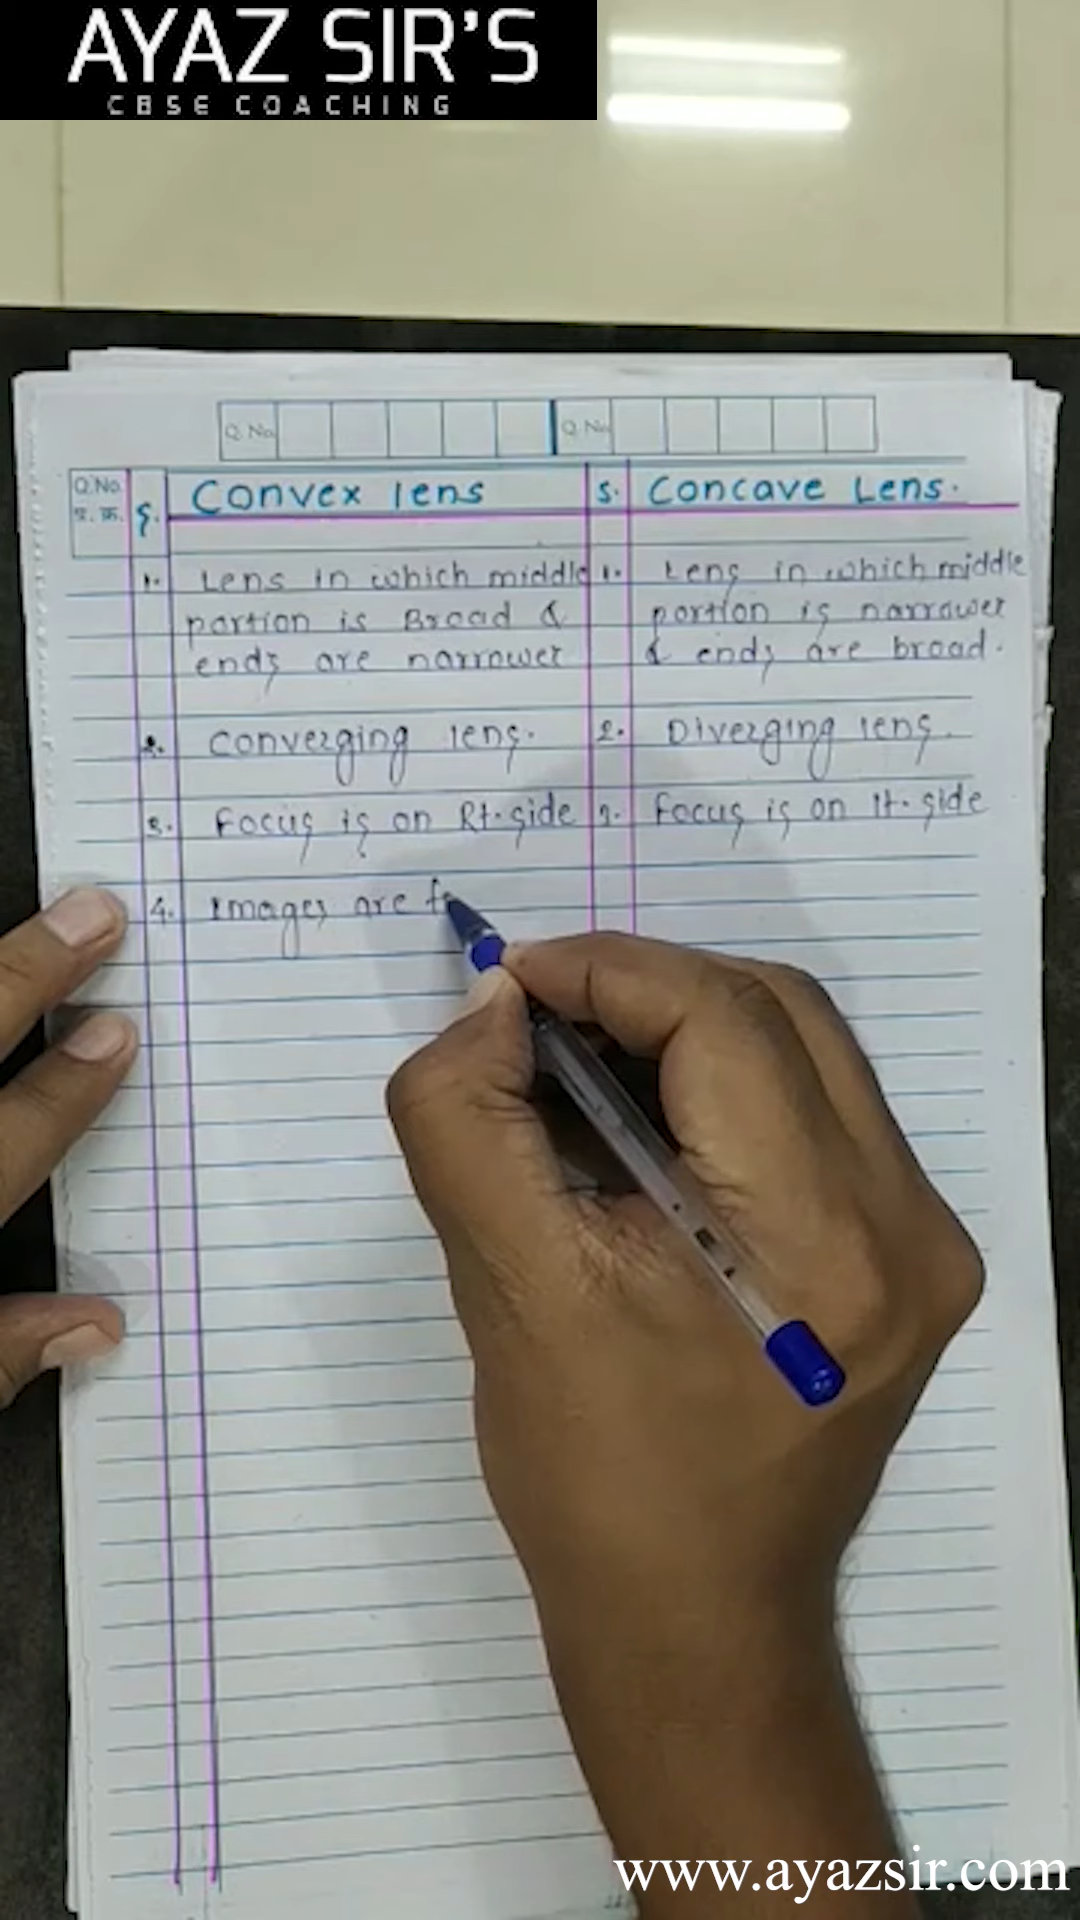 AYAZ SIR'S
CBSE COACHING
Q.No. Q.No.
Q.No.
प्र. क्र.
S. Convex lens
1. Lens in which middle
portion is Broad &
ends are narrower
2. Converging lens.
3. Focus is on Rt. side
4. Images are fo
S. Concave Lens.
1. Lens in which middle
portion is narrower
& ends are broad.
2. Diverging lens.
3. Focus is on lt. side
www.ayazsir.com